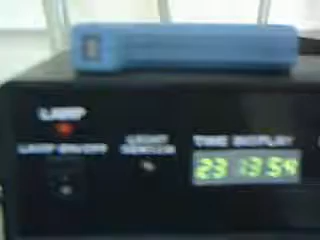 LAMP
LAMP ON/OFF
LIGHT
SENSOR
TIME DISPLAY
23 13 54